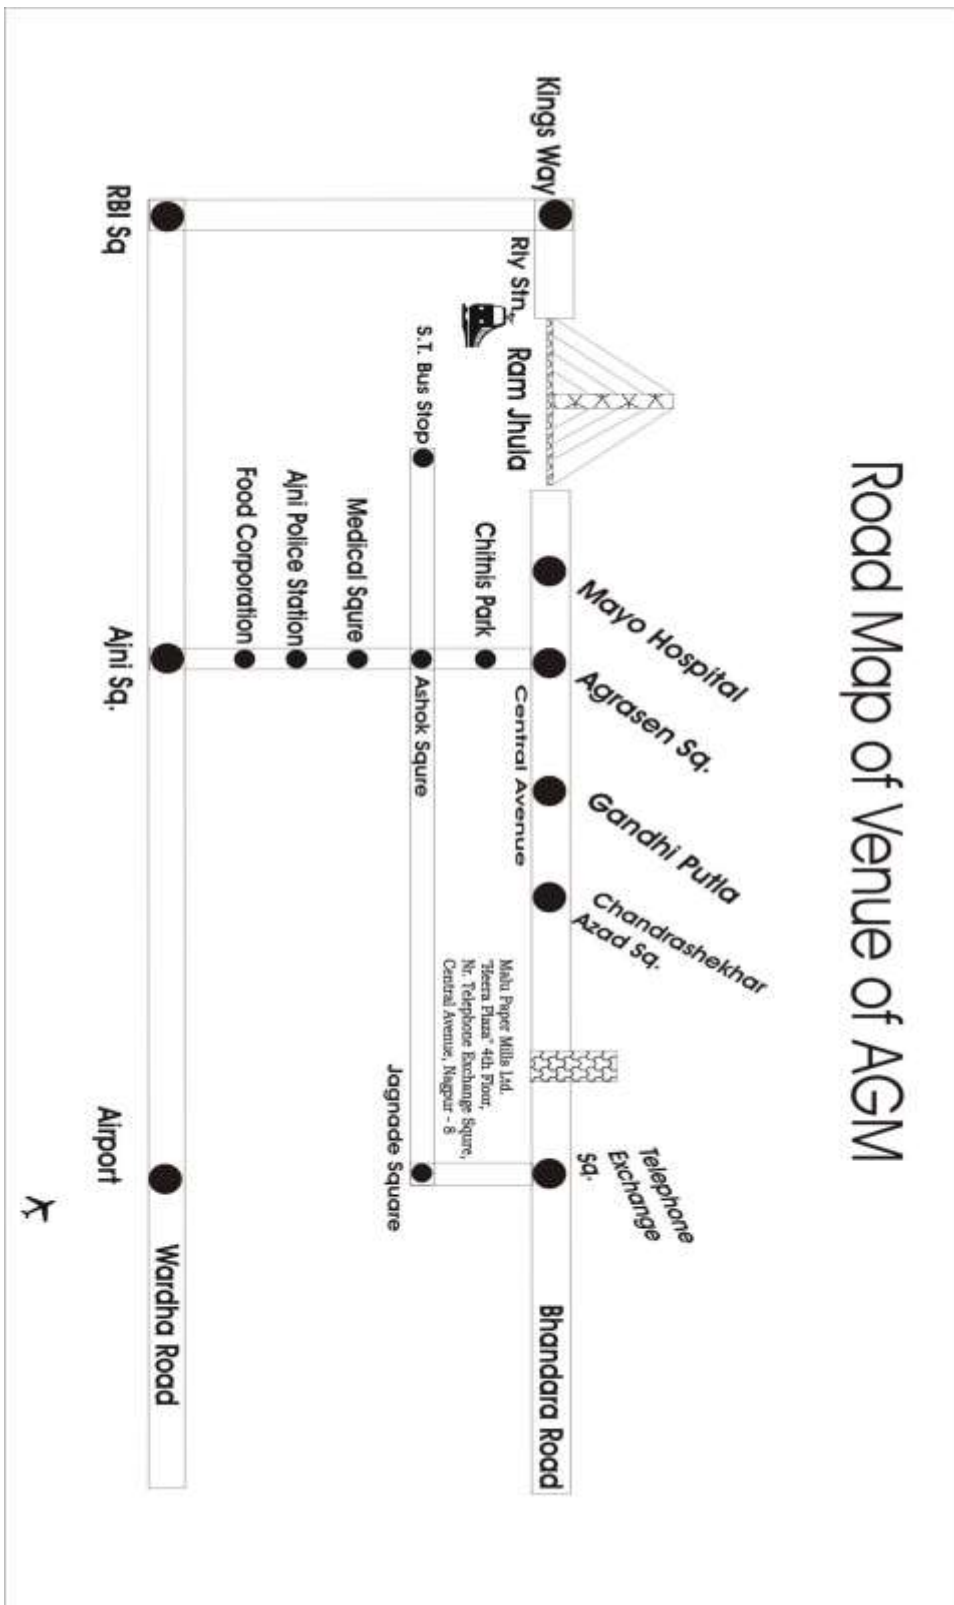 Road Map of Venue of AGM
Kings Way
Rly Stn.
Ram Jhula
Mayo Hospital
Agrasen Sq.
Gandhi Putla
Chandrashekhar
Azad Sq.
Telephone
Exchange
sq.
Bhandara Road
Central Avenue
Chitnis Park
Malu Paper Mills Ltd.
"Heera Plaza" 4th Floor,
Nr. Telephone Exchange Squre,
Central Avenue, Nagpur - 8
S.T. Bus Stop
Ashok Squre
Jagnade Square
Medical Squre
Ajni Police Station
Food Corporation
RBI Sq
Ajni Sq.
Airport
Wardha Road